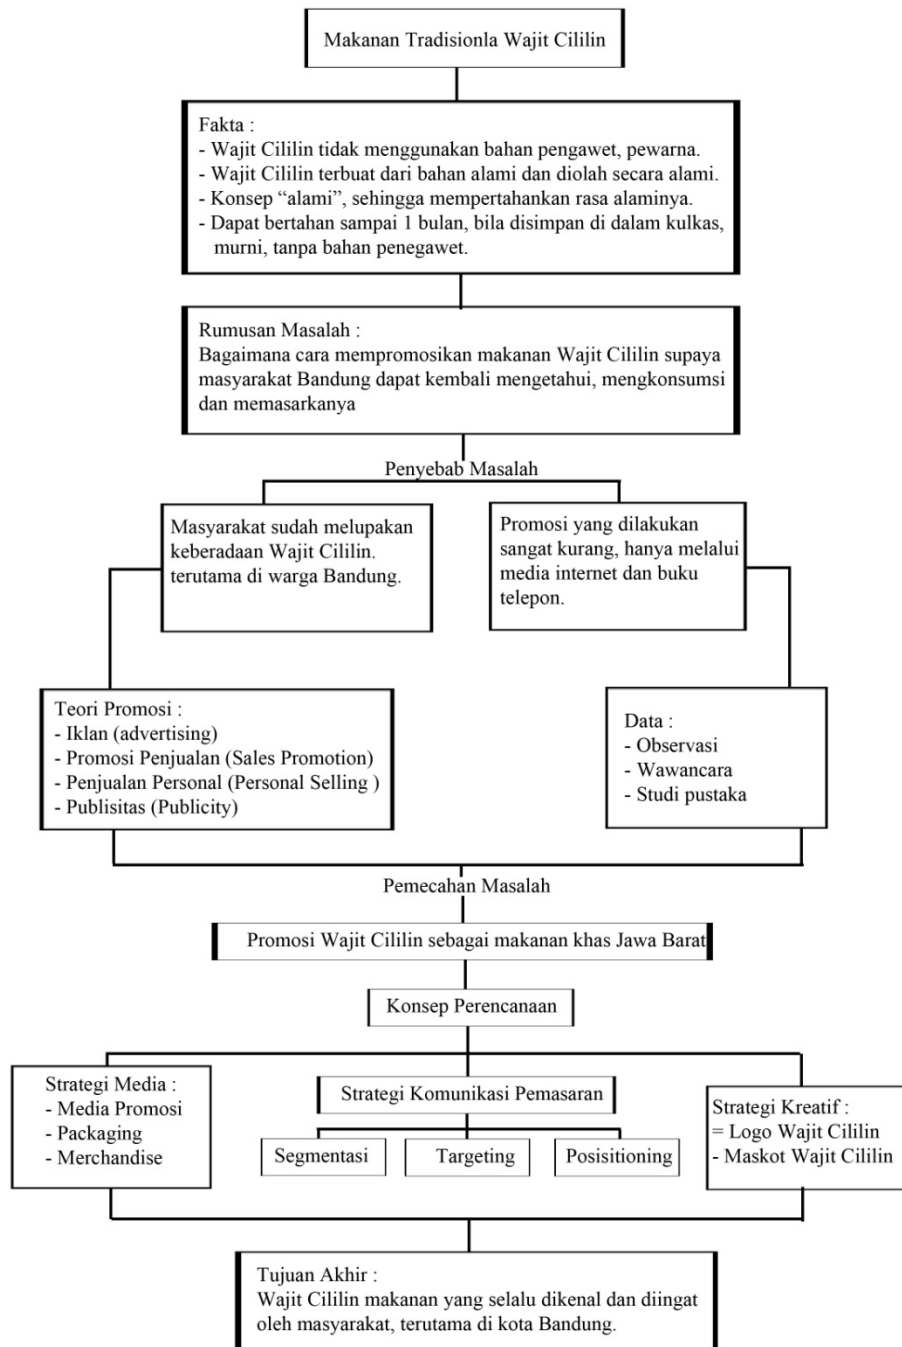 Makanan Tradisionla Wajit Cililin
Fakta :
- Wajit Cililin tidak menggunakan bahan pengawet, pewarna.
- Wajit Cililin terbuat dari bahan alami dan diolah secara alami.
- Konsep “alami”, sehingga mempertahankan rasa alaminya.
- Dapat bertahan sampai 1 bulan, bila disimpan di dalam kulkas,
murni, tanpa bahan penegawet.
Rumusan Masalah :
Bagaimana cara mempromosikan makanan Wajit Cililin supaya
masyarakat Bandung dapat kembali mengetahui, mengkonsumsi
dan memasarkanya
Penyebab Masalah
Masyarakat sudah melupakan
keberadaan Wajit Cililin.
terutama di warga Bandung.
Promosi yang dilakukan
sangat kurang, hanya melalui
media internet dan buku
telepon.
Teori Promosi :
- Iklan (advertising)
- Promosi Penjualan (Sales Promotion)
- Penjualan Personal (Personal Selling )
- Publisitas (Publicity)
Data :
- Observasi
- Wawancara
- Studi pustaka
Pemecahan Masalah
Promosi Wajit Cililin sebagai makanan khas Jawa Barat
Konsep Perencanaan
Strategi Media :
- Media Promosi
- Packaging
- Merchandise
Strategi Komunikasi Pemasaran
Segmentasi
Targeting
Posisitioning
Strategi Kreatif :
= Logo Wajit Cililin
- Maskot Wajit Cililin
Tujuan Akhir :
Wajit Cililin makanan yang selalu dikenal dan diingat
oleh masyarakat, terutama di kota Bandung.